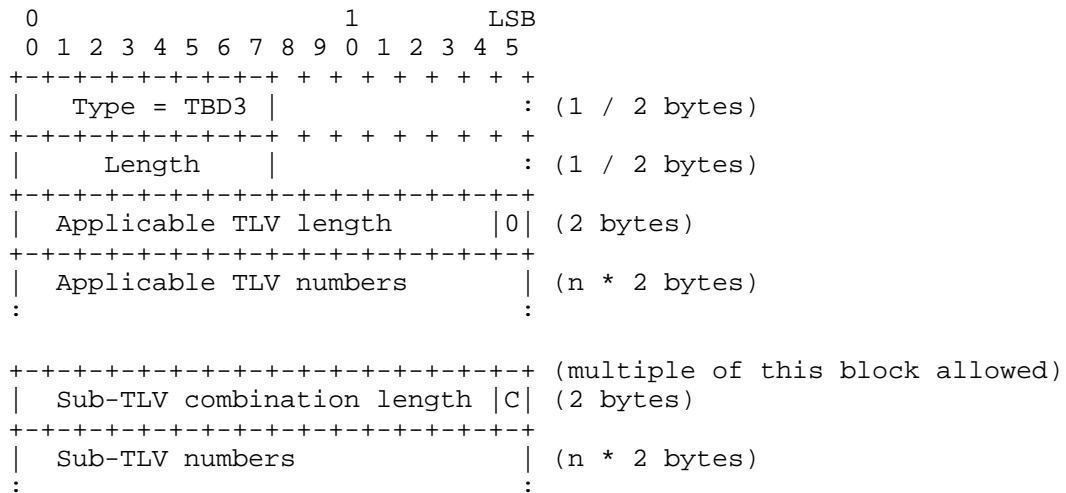 0                   1        LSB
 0 1 2 3 4 5 6 7 8 9 0 1 2 3 4 5
+-+-+-+-+-+-+-+-+ + + + + + + + +
|   Type = TBD3 |               : (1 / 2 bytes)
+-+-+-+-+-+-+-+-+ + + + + + + + +
|     Length    |               : (1 / 2 bytes)
+-+-+-+-+-+-+-+-+-+-+-+-+-+-+-+-+
|  Applicable TLV length      |0| (2 bytes)
+-+-+-+-+-+-+-+-+-+-+-+-+-+-+-+-+
|  Applicable TLV numbers       | (n * 2 bytes)
:                               :
+-+-+-+-+-+-+-+-+-+-+-+-+-+-+-+-+ (multiple of this block allowed)
|  Sub-TLV combination length |C| (2 bytes)
+-+-+-+-+-+-+-+-+-+-+-+-+-+-+-+-+
|  Sub-TLV numbers              | (n * 2 bytes)
:                               :